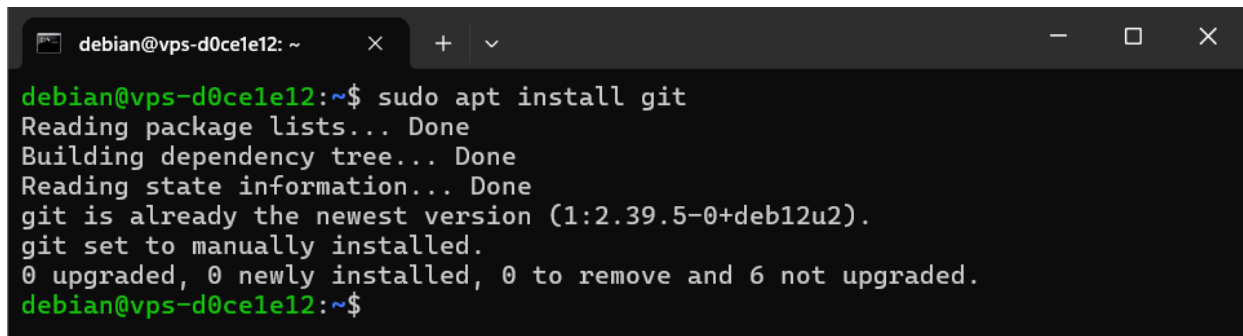 debian@vps-d0ce1e12: ~
debian@vps-d0ce1e12:~$ sudo apt install git
Reading package lists... Done
Building dependency tree... Done
Reading state information... Done
git is already the newest version (1:2.39.5-0+deb12u2).
git set to manually installed.
0 upgraded, 0 newly installed, 0 to remove and 6 not upgraded.
debian@vps-d0ce1e12:~$